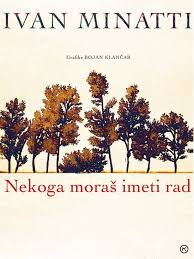 IVAN MINATTI
Grafike BOJAN KLANČAR
Nekoga moraš imeti rad